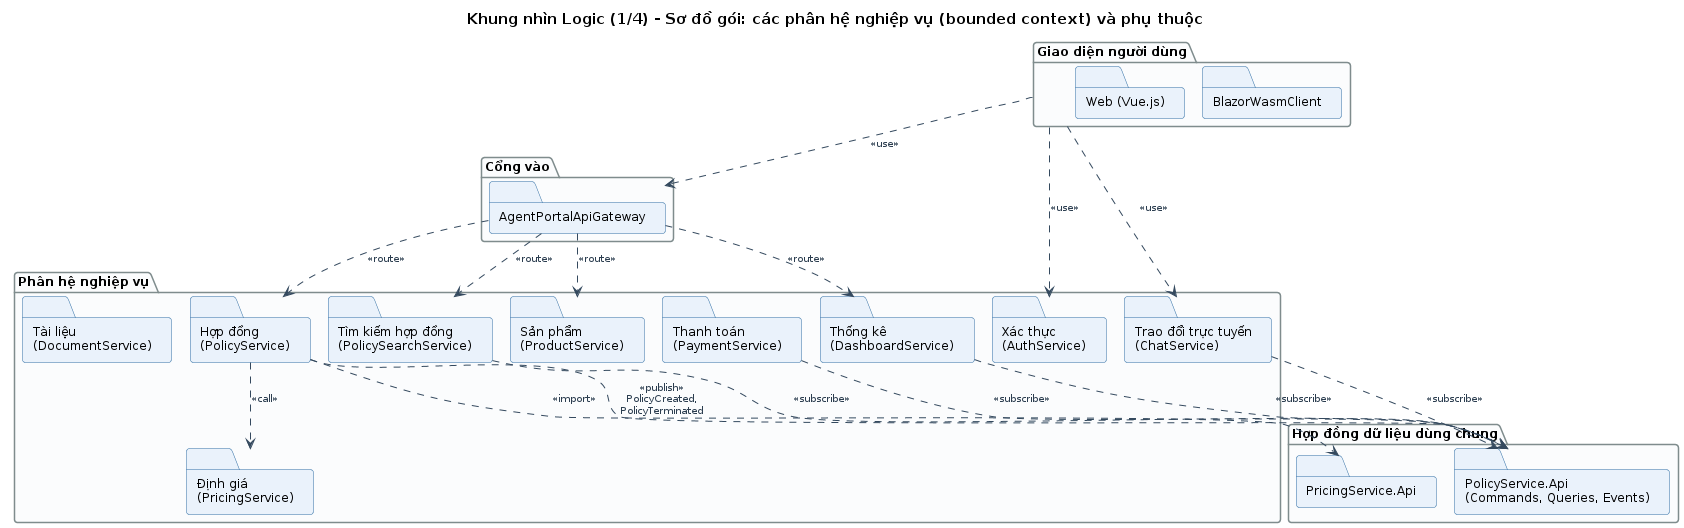 Khung nhìn Logic (1/4) - Sơ đồ gói: các phân hệ nghiệp vụ (bounded context) và phụ thuộc
Giao diện người dùng
Web (Vue.js)
BlazorWasmClient
«use»
Cổng vào
AgentPortalApiGateway
«use»
«use»
«route»
«route»
«route»
«route»
Phân hệ nghiệp vụ
Tài liệu
(DocumentService)
Hợp đồng
(PolicyService)
Tìm kiếm hợp đồng
(PolicySearchService)
Sản phẩm
(ProductService)
Thanh toán
(PaymentService)
Thống kê
(DashboardService)
Xác thực
(AuthService)
Trao đổi trực tuyến
(ChatService)
«call»
«import»
«publish»
PolicyCreated,
PolicyTerminated
«subscribe»
«subscribe»
«subscribe»
«subscribe»
Hợp đồng dữ liệu dùng chung
Định giá
(PricingService)
PricingService.Api
PolicyService.Api
(Commands, Queries, Events)